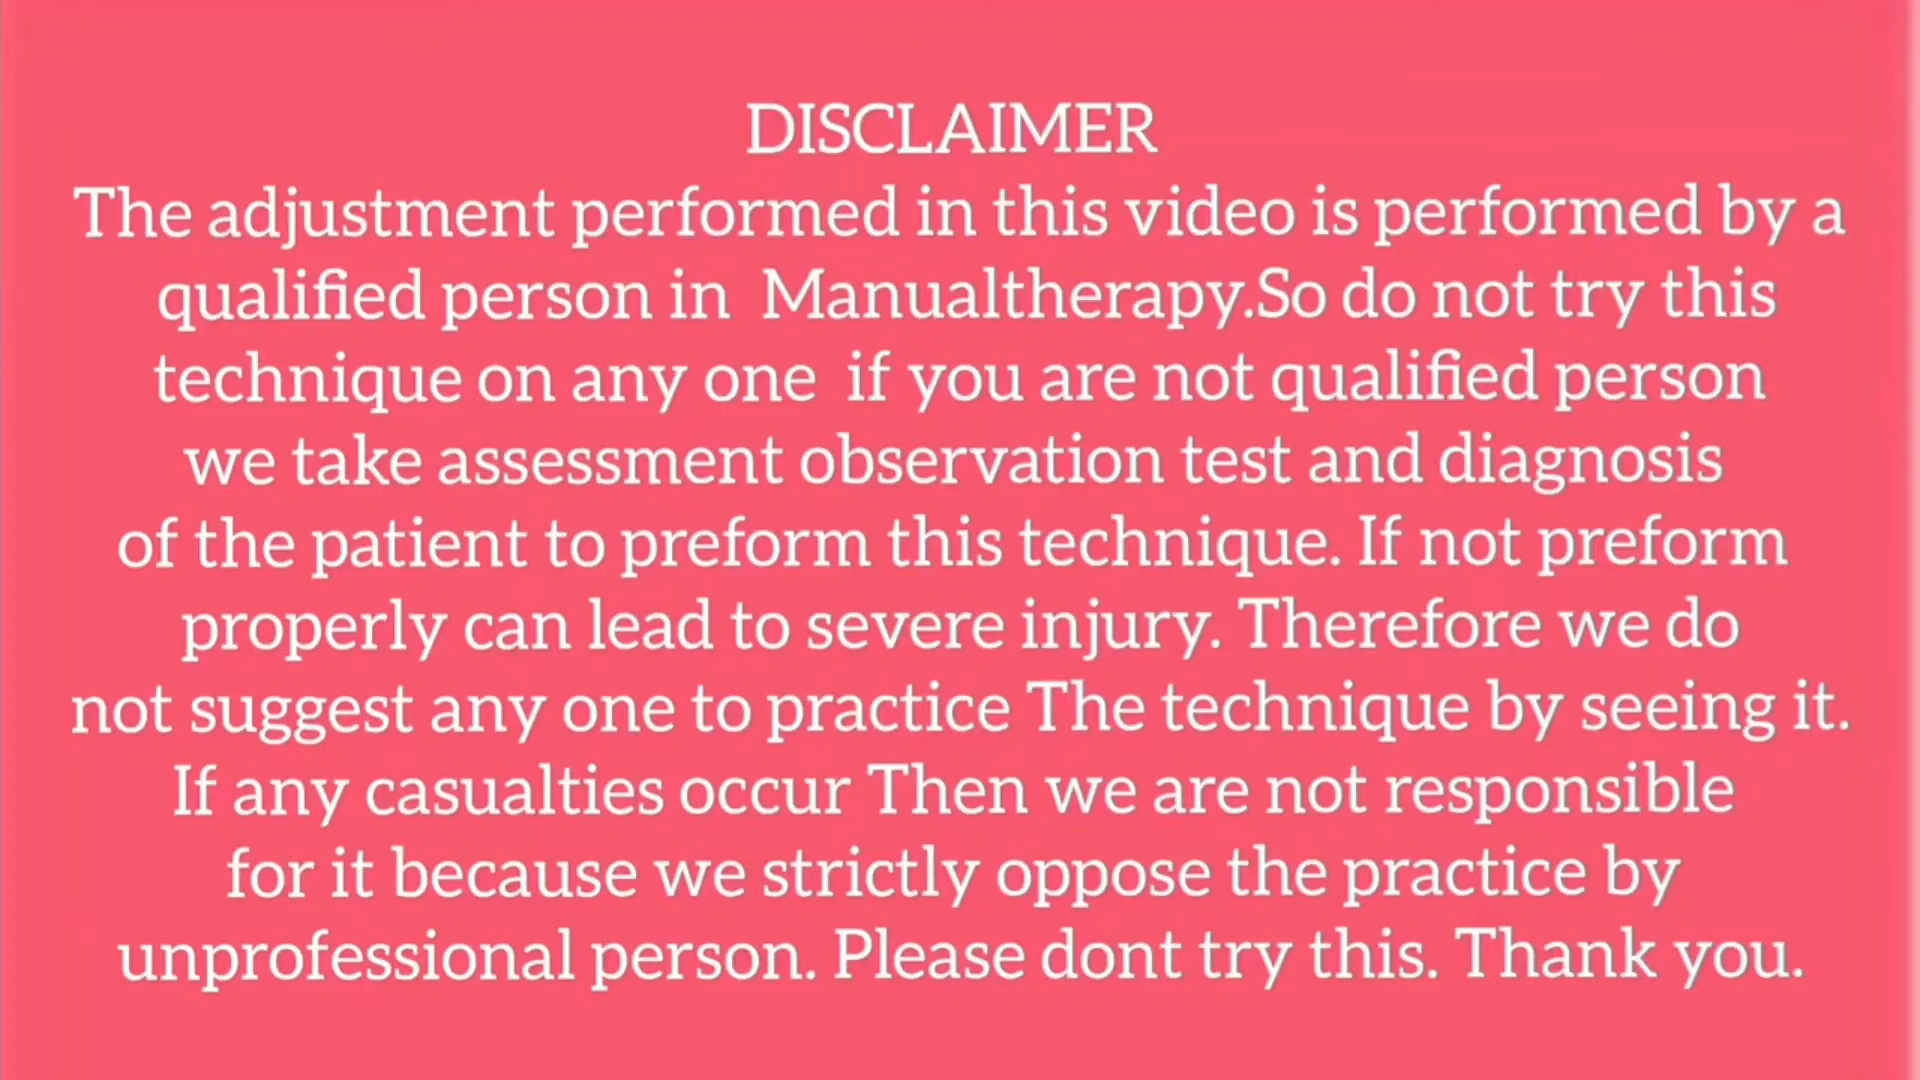 DISCLAIMER
The adjustment performed in this video is performed by a
qualified person in Manualtherapy.So do not try this
technique on any one if you are not qualified person
we take assessment observation test and diagnosis
of the patient to preform this technique. If not preform
properly can lead to severe injury. Therefore we do
not suggest any one to practice The technique by seeing it.
If any casualties occur Then we are not responsible
for it because we strictly oppose the practice by
unprofessional person. Please dont try this. Thank you.